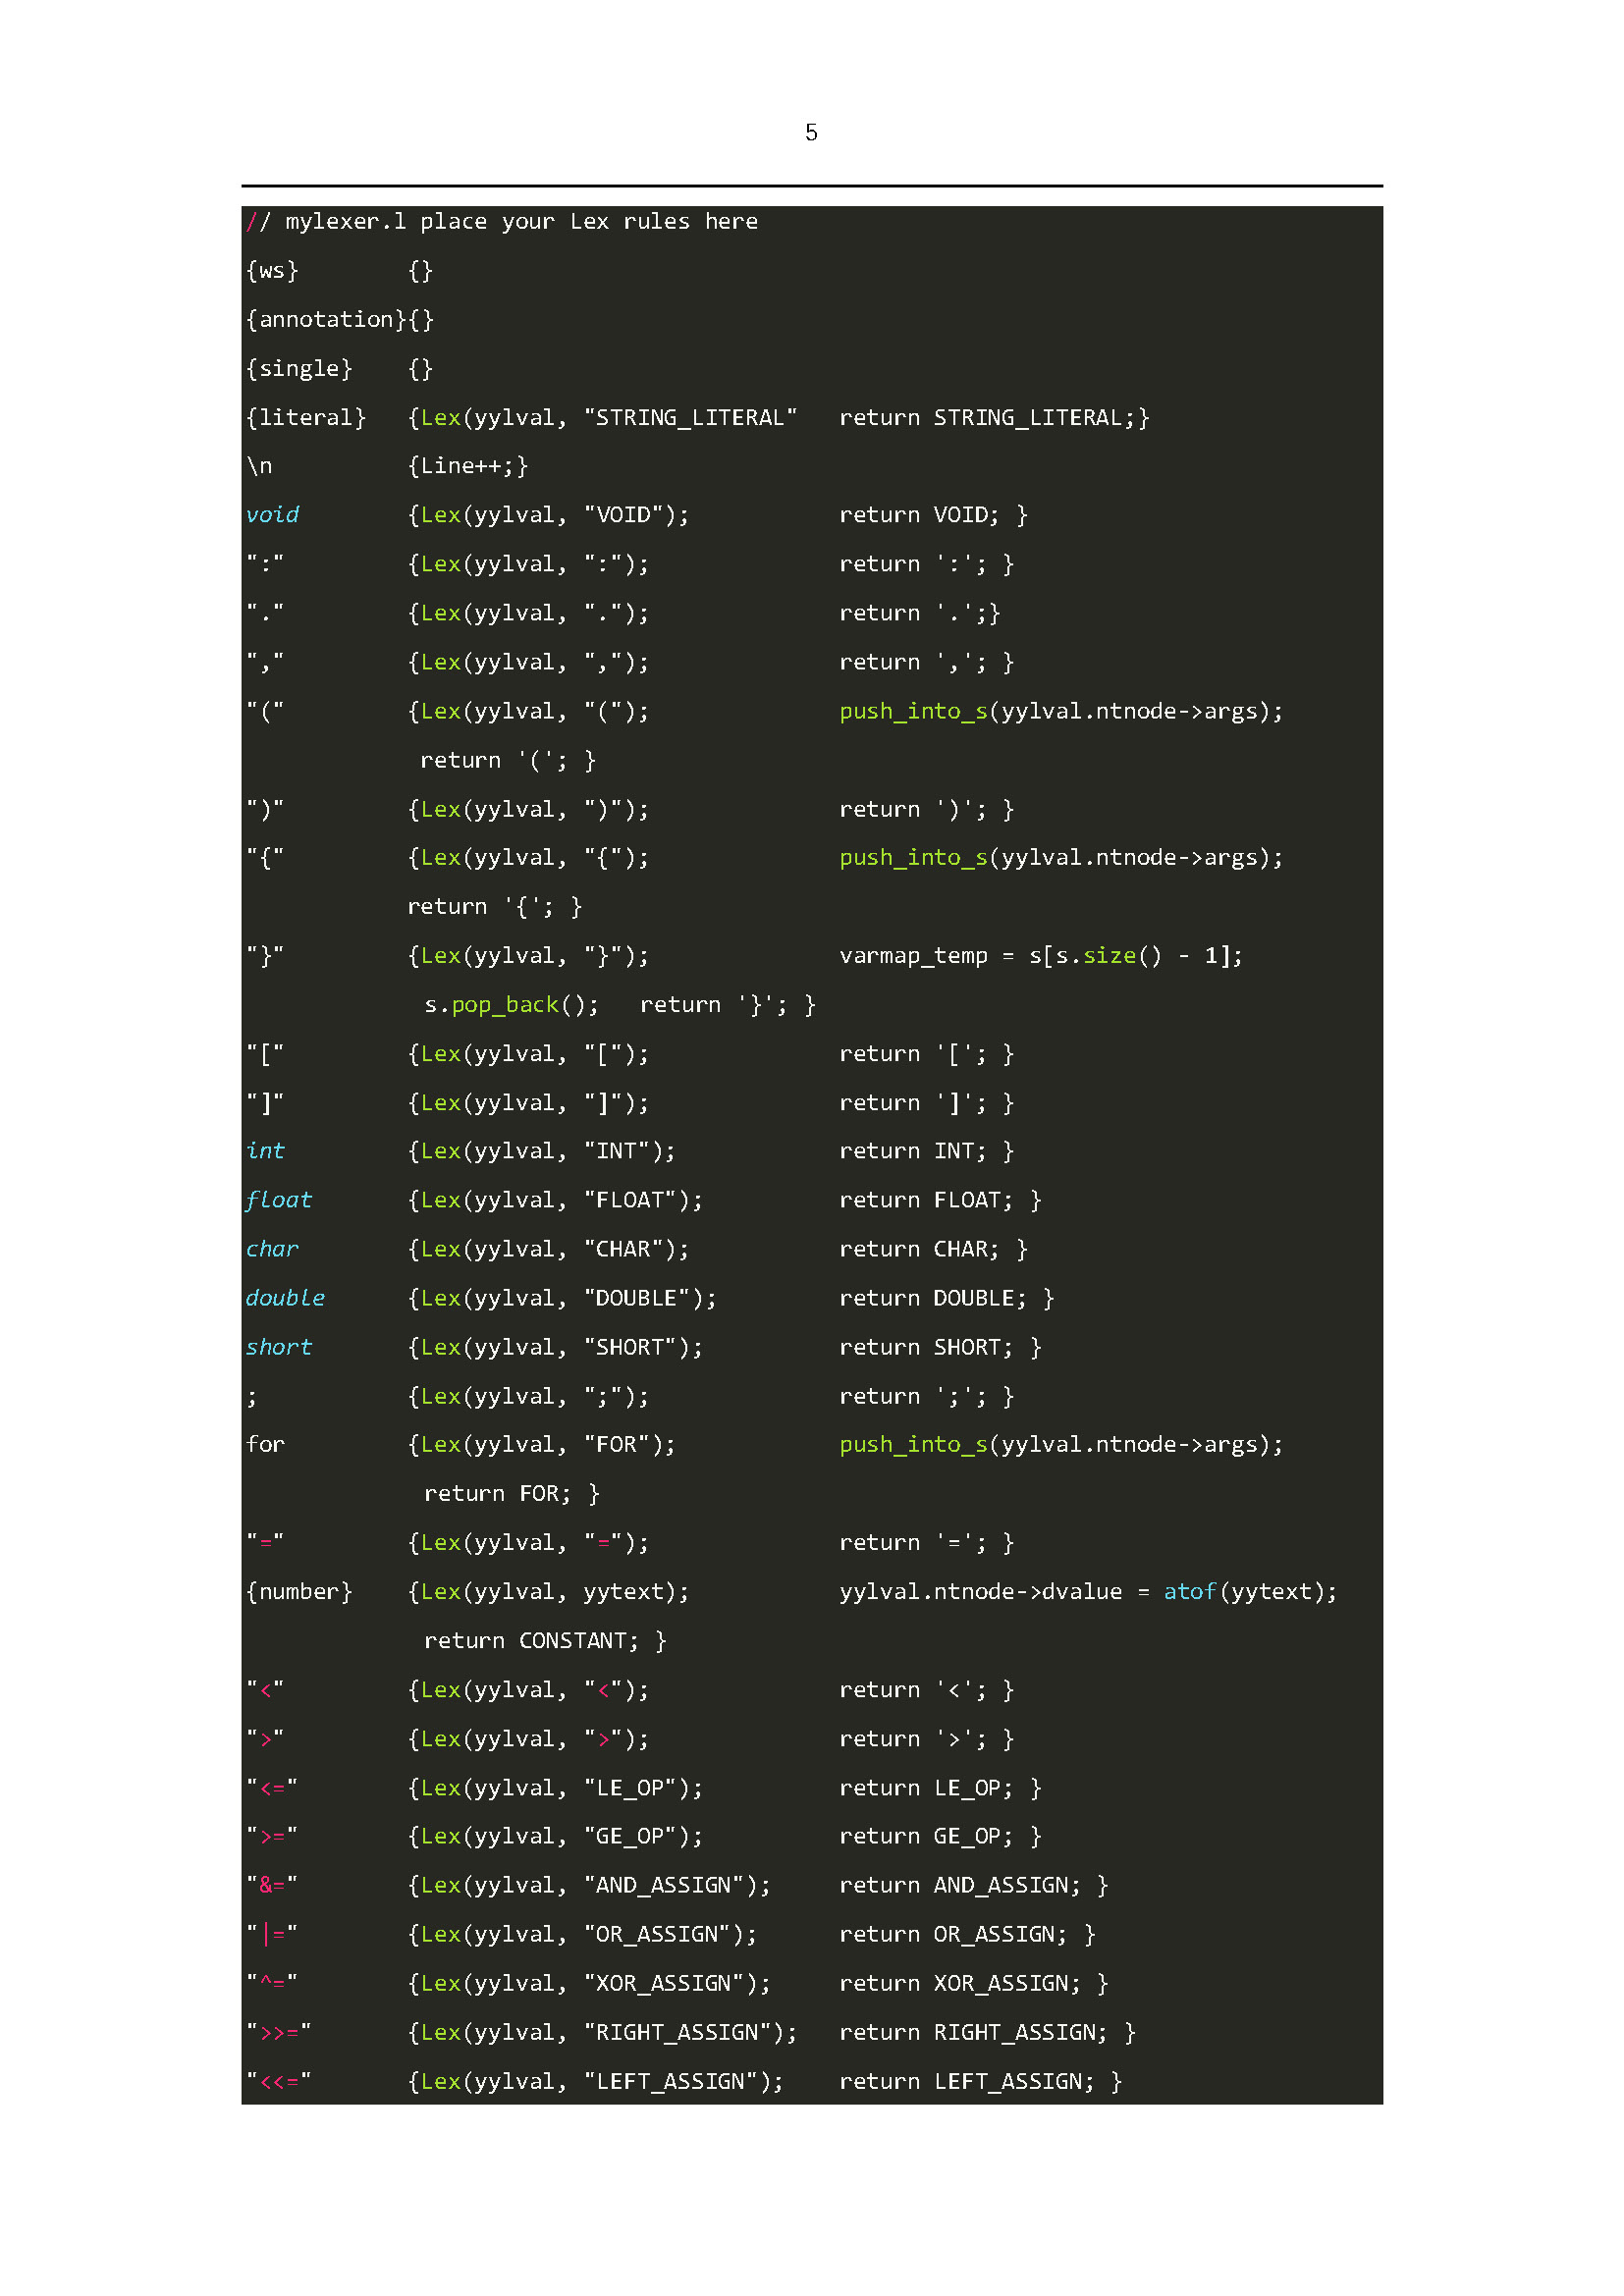 5
// mylexer.l place your Lex rules here
{ws}        {}
{annotation}{}
{single}    {}
{literal}   {Lex(yylval, "STRING_LITERAL"   return STRING_LITERAL;}
\n          {Line++;}
void        {Lex(yylval, "VOID");           return VOID; }
":"         {Lex(yylval, ":");              return ':'; }
"."         {Lex(yylval, ".");              return '.';}
","         {Lex(yylval, ",");              return ','; }
"("         {Lex(yylval, "(");              push_into_s(yylval.ntnode->args);
             return '('; }
")"         {Lex(yylval, ")");              return ')'; }
"{"         {Lex(yylval, "{");              push_into_s(yylval.ntnode->args);
            return '{'; }
"}"         {Lex(yylval, "}");              varmap_temp = s[s.size() - 1];
             s.pop_back();   return '}'; }
"["         {Lex(yylval, "[");              return '['; }
"]"         {Lex(yylval, "]");              return ']'; }
int         {Lex(yylval, "INT");            return INT; }
float       {Lex(yylval, "FLOAT");          return FLOAT; }
char        {Lex(yylval, "CHAR");           return CHAR; }
double      {Lex(yylval, "DOUBLE");         return DOUBLE; }
short       {Lex(yylval, "SHORT");          return SHORT; }
;           {Lex(yylval, ";");              return ';'; }
for         {Lex(yylval, "FOR");            push_into_s(yylval.ntnode->args);
             return FOR; }
"="         {Lex(yylval, "=");              return '='; }
{number}    {Lex(yylval, yytext);           yylval.ntnode->dvalue = atof(yytext);
             return CONSTANT; }
"<"         {Lex(yylval, "<");              return '<'; }
">"         {Lex(yylval, ">");              return '>'; }
"<="        {Lex(yylval, "LE_OP");          return LE_OP; }
">="        {Lex(yylval, "GE_OP");          return GE_OP; }
"&="        {Lex(yylval, "AND_ASSIGN");     return AND_ASSIGN; }
"|="        {Lex(yylval, "OR_ASSIGN");      return OR_ASSIGN; }
"^="        {Lex(yylval, "XOR_ASSIGN");     return XOR_ASSIGN; }
">>="       {Lex(yylval, "RIGHT_ASSIGN");   return RIGHT_ASSIGN; }
"<<="       {Lex(yylval, "LEFT_ASSIGN");    return LEFT_ASSIGN; }